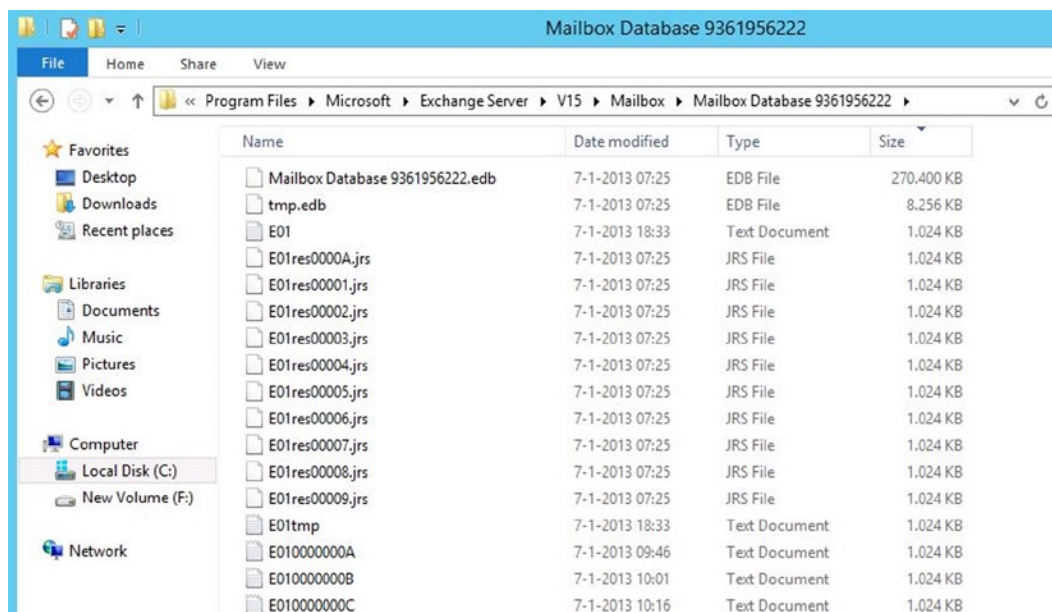 Mailbox Database 9361956222
File Home Share View
« Program Files Microsoft Exchange Server V15 Mailbox Mailbox Database 9361956222
Favorites
Desktop
Downloads
Recent places
Libraries
Documents
Music
Pictures
Videos
Computer
Local Disk (C:)
New Volume (F:)
Network
Name Date modified Type Size
Mailbox Database 9361956222.edb 7-1-2013 07:25 EDB File 270.400 KB
tmp.edb 7-1-2013 07:25 EDB File 8.256 KB
E01 7-1-2013 18:33 Text Document 1.024 KB
E01res0000A.jrs 7-1-2013 07:25 JRS File 1.024 KB
E01res00001.jrs 7-1-2013 07:25 JRS File 1.024 KB
E01res00002.jrs 7-1-2013 07:25 JRS File 1.024 KB
E01res00003.jrs 7-1-2013 07:25 JRS File 1.024 KB
E01res00004.jrs 7-1-2013 07:25 JRS File 1.024 KB
E01res00005.jrs 7-1-2013 07:25 JRS File 1.024 KB
E01res00006.jrs 7-1-2013 07:25 JRS File 1.024 KB
E01res00007.jrs 7-1-2013 07:25 JRS File 1.024 KB
E01res00008.jrs 7-1-2013 07:25 JRS File 1.024 KB
E01res00009.jrs 7-1-2013 07:25 JRS File 1.024 KB
E01tmp 7-1-2013 18:33 Text Document 1.024 KB
E010000000A 7-1-2013 09:46 Text Document 1.024 KB
E010000000B 7-1-2013 10:01 Text Document 1.024 KB
E010000000C 7-1-2013 10:16 Text Document 1.024 KB